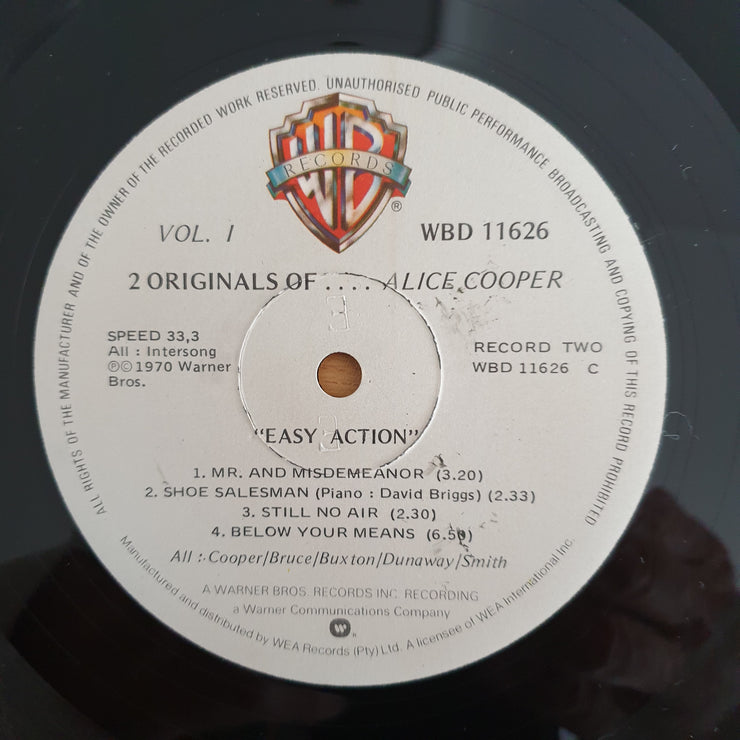 ALL RIGHTS OF THE MANUFACTURER AND OF THE OWNER OF THE RECORDED WORK RESERVED. UNAUTHORISED PUBLIC PERFORMANCE BROADCASTING AND COPYING OF THIS RECORD PROHIBITED
WB
RECORDS
®
VOL. I
WBD 11626
2 ORIGINALS OF .... ALICE COOPER
SPEED 33,3
All : Intersong
Ⓟ©1970 Warner
Bros.
RECORD TWO
WBD 11626 C
"EASY ACTION"
1. MR. AND MISDEMEANOR (3.20)
2. SHOE SALESMAN (Piano : David Briggs) (2.33)
3. STILL NO AIR (2.30)
4. BELOW YOUR MEANS (6.50)
All : Cooper/Bruce/Buxton/Dunaway/Smith
A WARNER BROS. RECORDS INC. RECORDING
a Warner Communications Company
Manufactured and distributed by WEA Records (Pty) Ltd. A licensee of WEA International Inc.